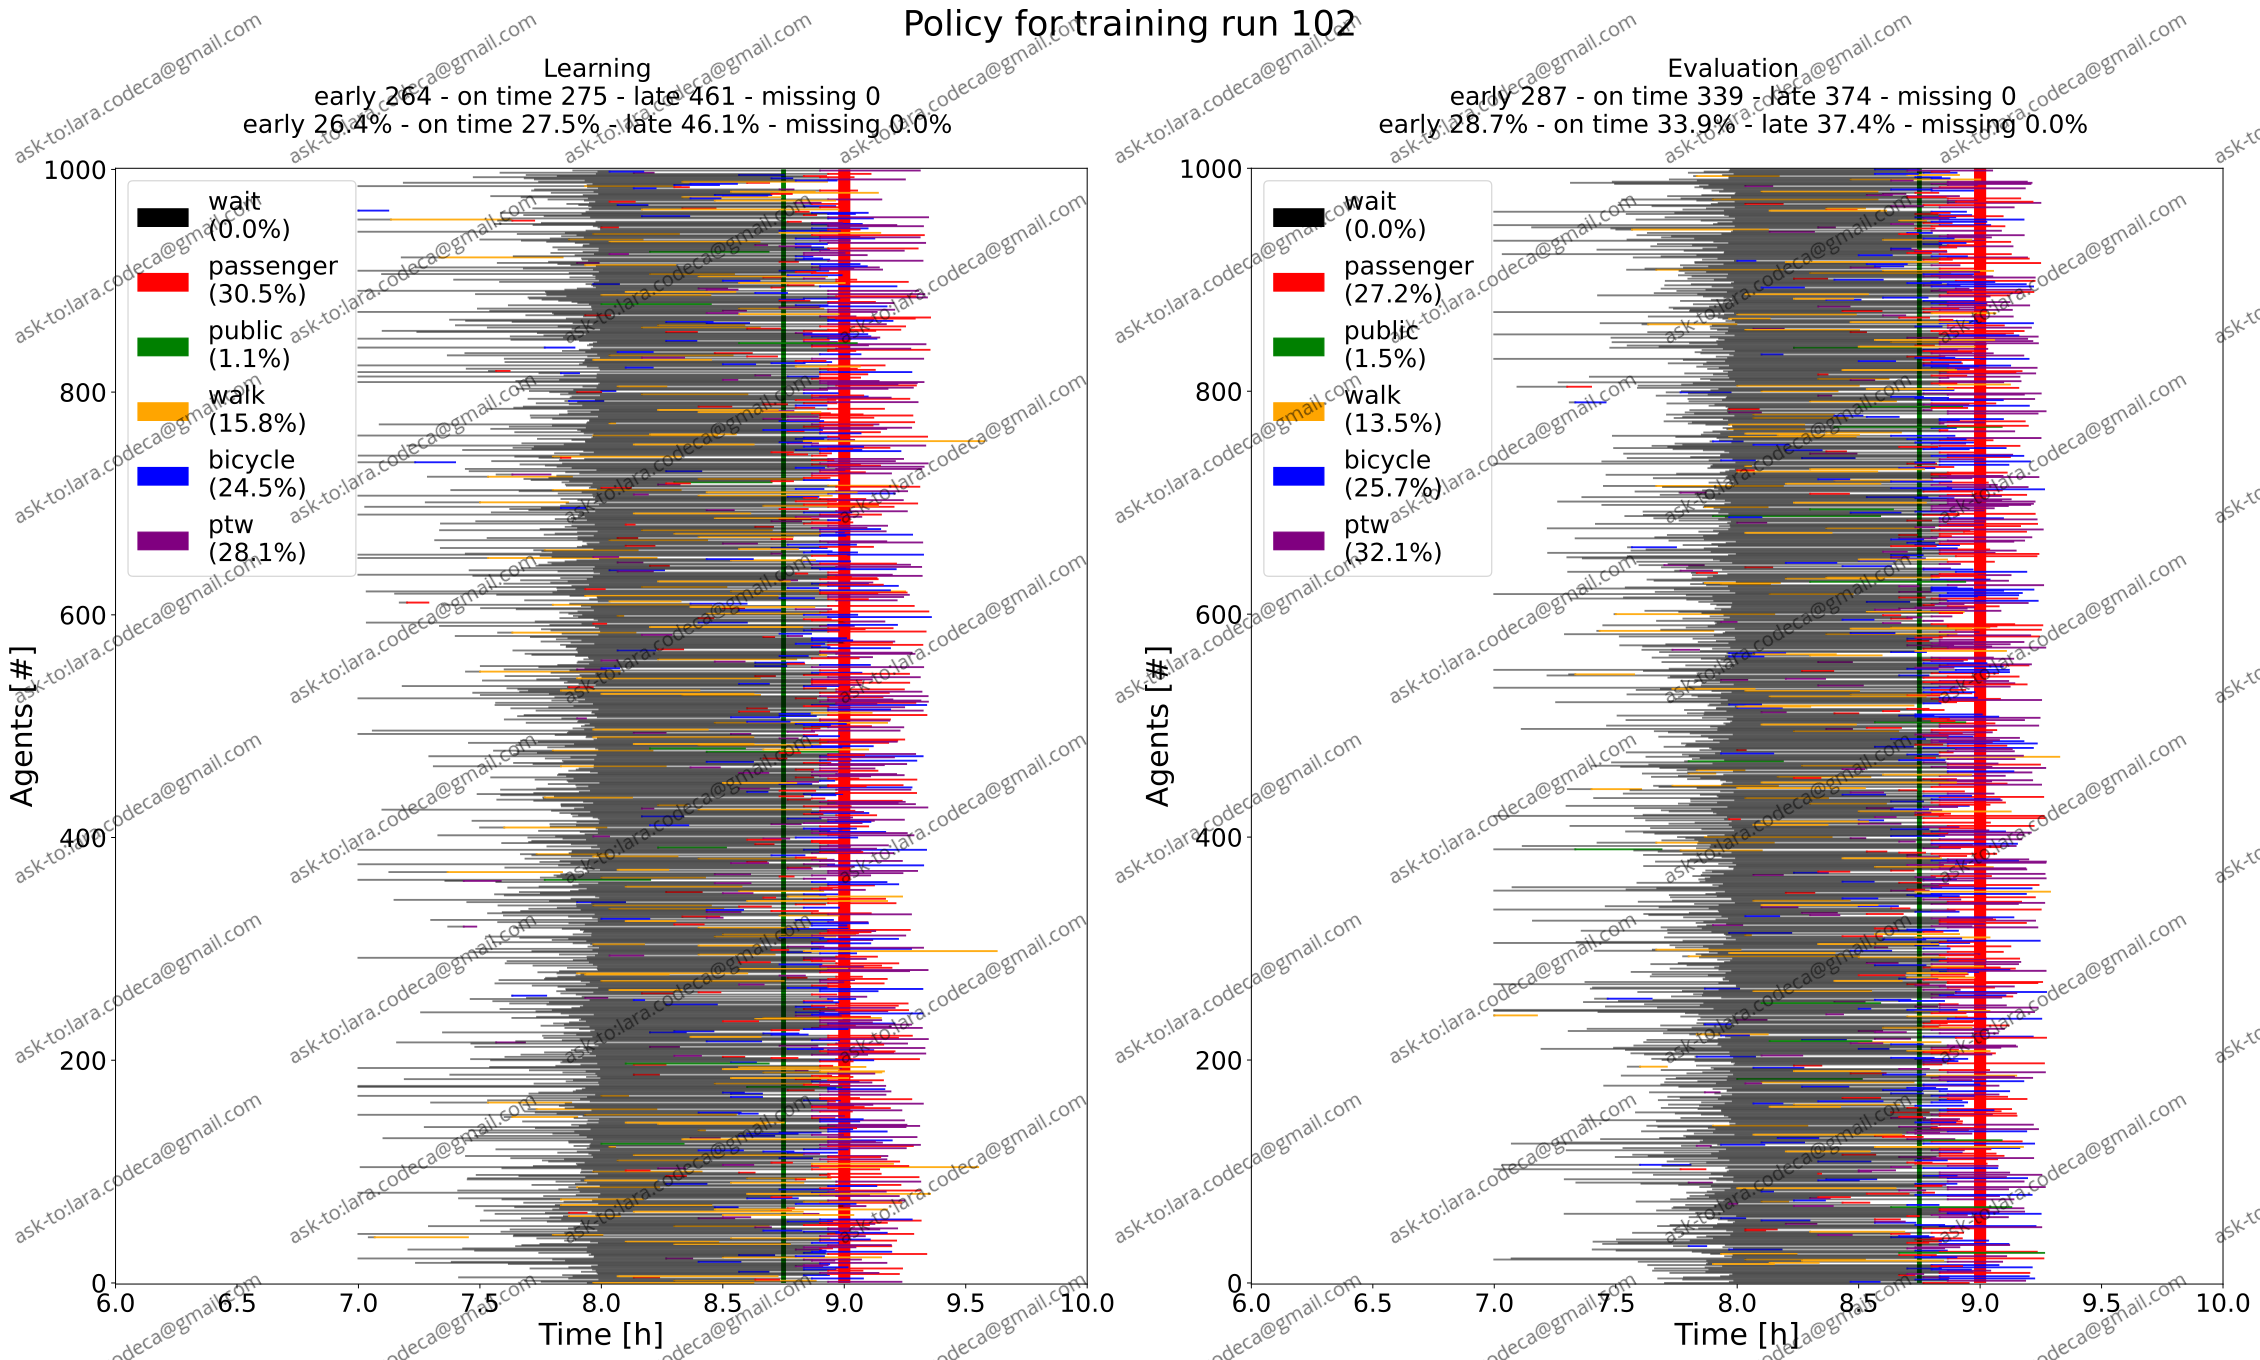 Policy for training run 102
Learning
early 264 - on time 275 - late 461 - missing 0
early 26.4% - on time 27.5% - late 46.1% - missing 0.0%
1000
800
600
400
200
0
Agents [#]
wait
(0.0%)
passenger
(30.5%)
public
(1.1%)
walk
(15.8%)
bicycle
(24.5%)
ptw
(28.1%)
6.0 6.5 7.0 7.5 8.0 8.5 9.0 9.5 10.0
Time [h]
Evaluation
early 287 - on time 339 - late 374 - missing 0
early 28.7% - on time 33.9% - late 37.4% - missing 0.0%
1000
800
600
400
200
0
Agents [#]
wait
(0.0%)
passenger
(27.2%)
public
(1.5%)
walk
(13.5%)
bicycle
(25.7%)
ptw
(32.1%)
6.0 6.5 7.0 7.5 8.0 8.5 9.0 9.5 10.0
Time [h]
ask-to:lara.codeca@gmail.com